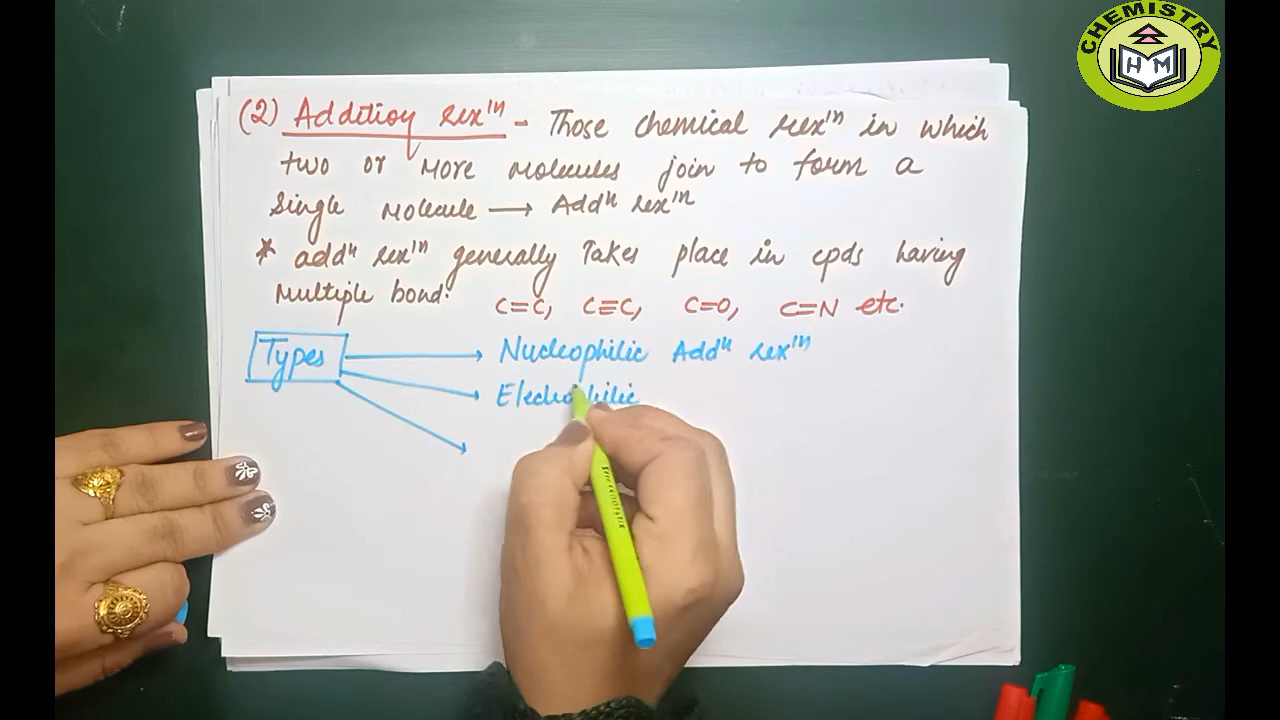 CHEMISTRY
HM
(2) Addition rexⁿ - Those chemical rexⁿ in which
two or more molecules join to form a
single molecule → Addⁿ rexⁿ
* addⁿ rexⁿ generally takes place in cpds having
multiple bond. C=C, C≡C, C=O, C=N etc.
Types → Nucleophilic Addⁿ rexⁿ
→ Electrophilic